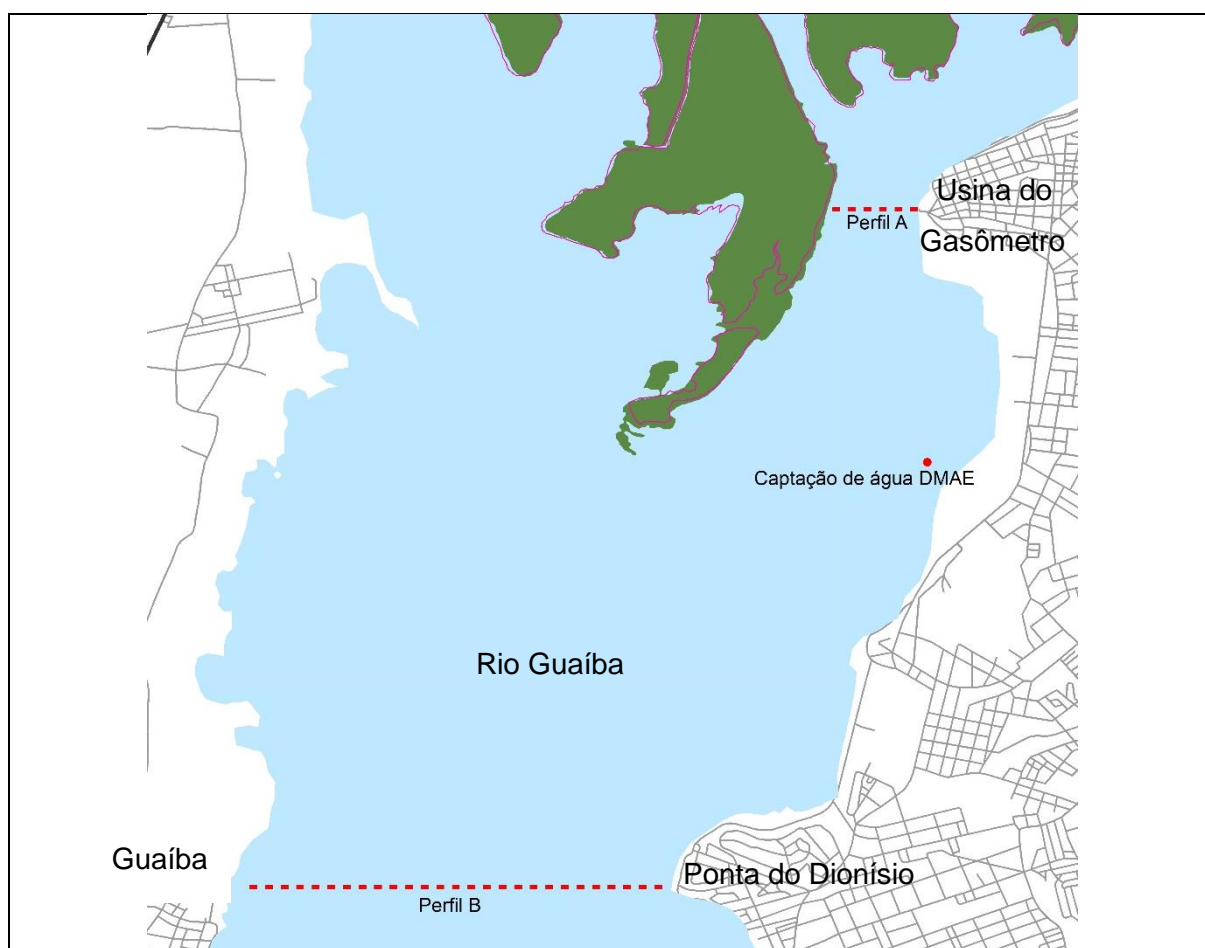 Usina do
Gasômetro
Perfil A
Captação de água DMAE
Rio Guaíba
Guaíba
Ponta do Dionísio
Perfil B